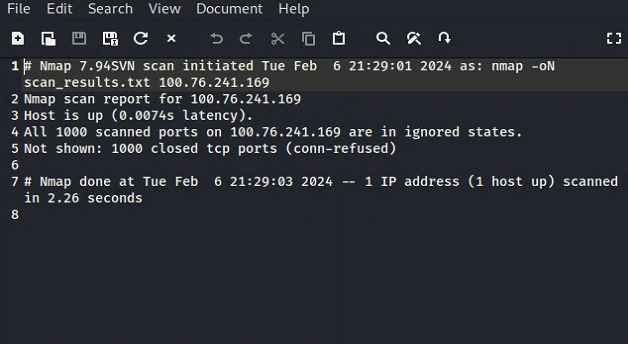 File Edit Search View Document Help
1 # Nmap 7.94SVN scan initiated Tue Feb  6 21:29:01 2024 as: nmap -oN
scan_results.txt 100.76.241.169
2 Nmap scan report for 100.76.241.169
3 Host is up (0.0074s latency).
4 All 1000 scanned ports on 100.76.241.169 are in ignored states.
5 Not shown: 1000 closed tcp ports (conn-refused)
6
7 # Nmap done at Tue Feb  6 21:29:03 2024 -- 1 IP address (1 host up) scanned
in 2.26 seconds
8